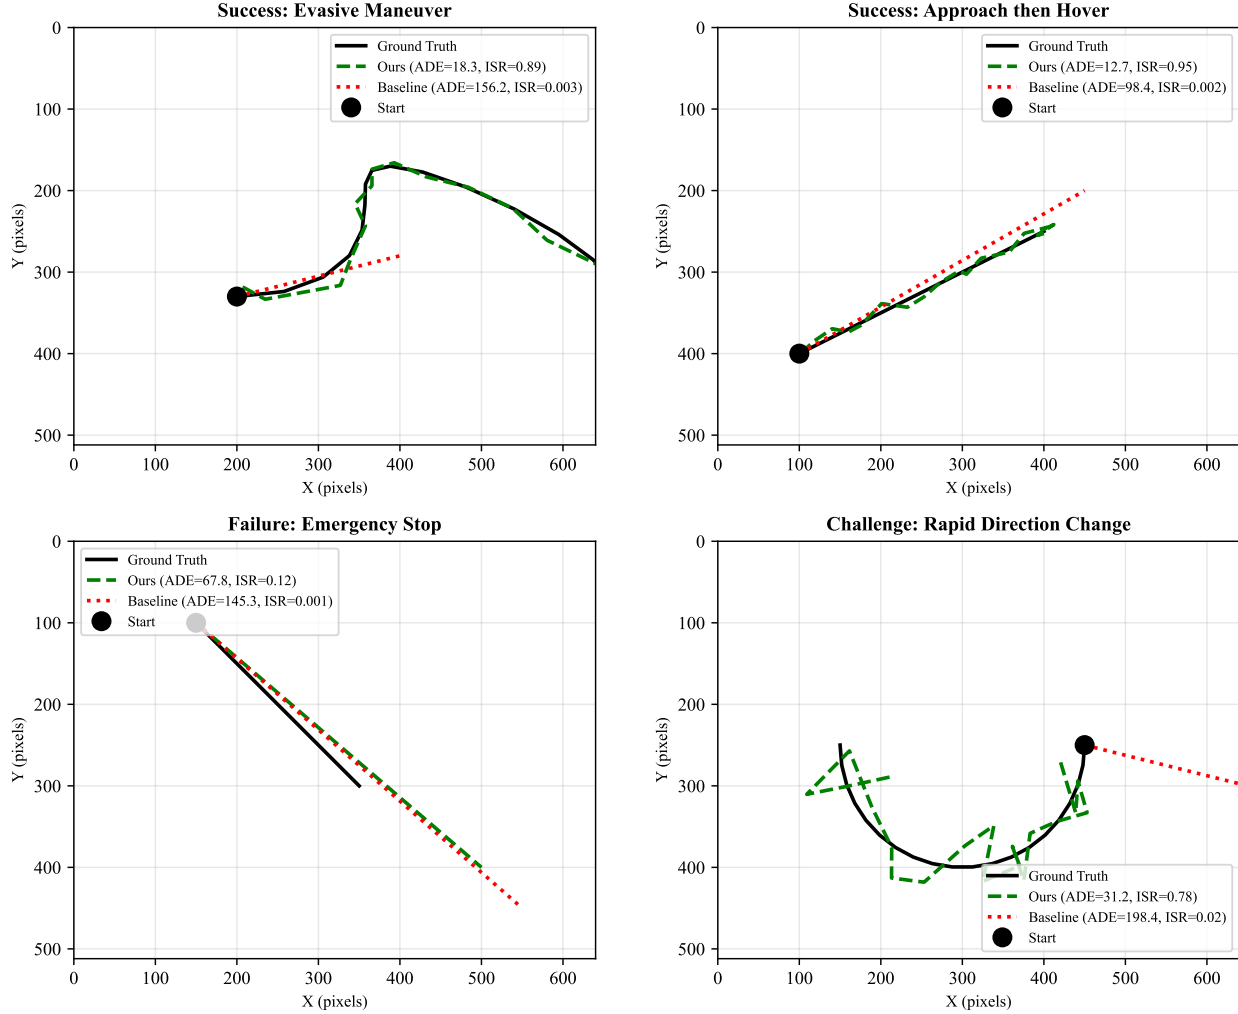 Success: Evasive Maneuver
0
100
200
300
400
500
Y (pixels)
0 100 200 300 400 500 600
X (pixels)
Ground Truth
Ours (ADE=18.3, ISR=0.89)
Baseline (ADE=156.2, ISR=0.003)
Start
Success: Approach then Hover
0
100
200
300
400
500
Y (pixels)
0 100 200 300 400 500 600
X (pixels)
Ground Truth
Ours (ADE=12.7, ISR=0.95)
Baseline (ADE=98.4, ISR=0.002)
Start
Failure: Emergency Stop
0
100
200
300
400
500
Y (pixels)
0 100 200 300 400 500 600
X (pixels)
Ground Truth
Ours (ADE=67.8, ISR=0.12)
Baseline (ADE=145.3, ISR=0.001)
Start
Challenge: Rapid Direction Change
0
100
200
300
400
500
Y (pixels)
0 100 200 300 400 500 600
X (pixels)
Ground Truth
Ours (ADE=31.2, ISR=0.78)
Baseline (ADE=198.4, ISR=0.02)
Start